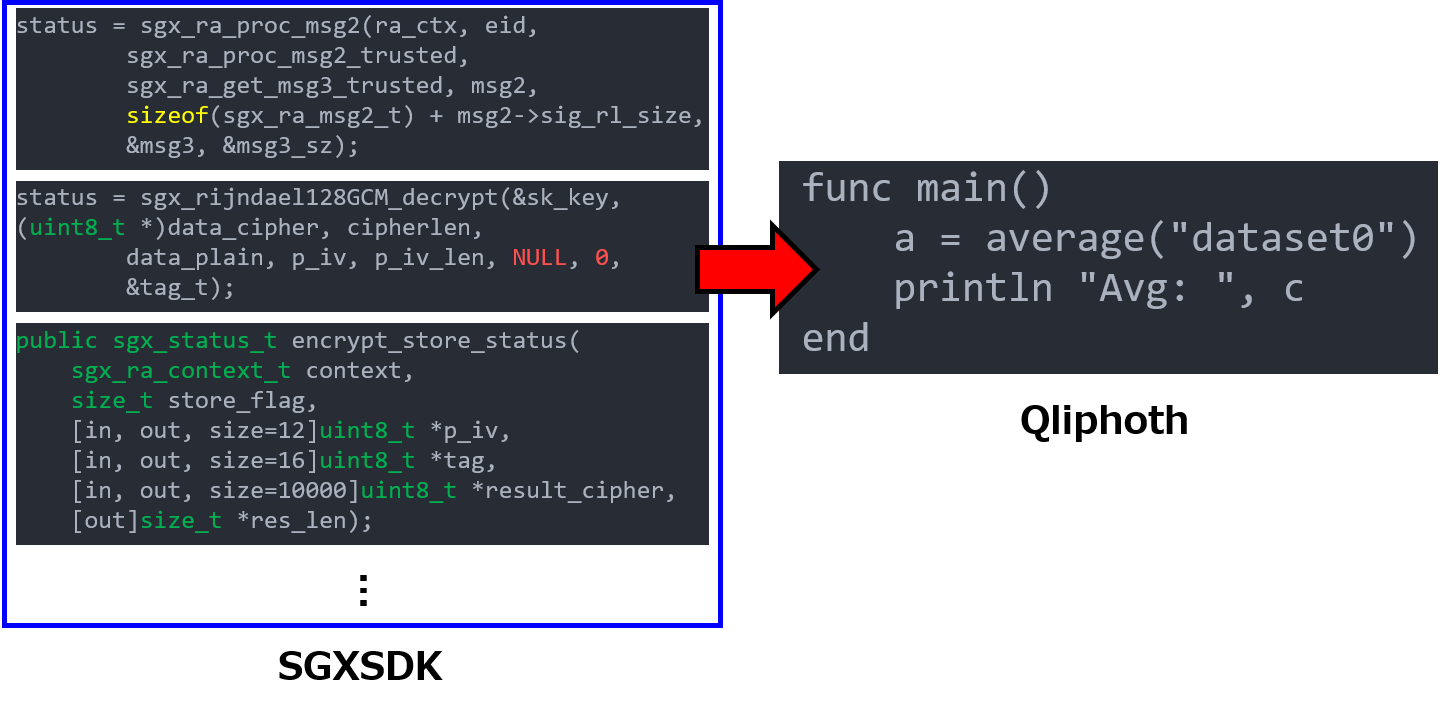 status = sgx_ra_proc_msg2(ra_ctx, eid,
sgx_ra_proc_msg2_trusted,
sgx_ra_get_msg3_trusted, msg2,
sizeof(sgx_ra_msg2_t) + msg2->sig_rl_size,
&msg3, &msg3_sz);
status = sgx_rijndael128GCM_decrypt(&sk_key,
(uint8_t *)data_cipher, cipherlen,
data_plain, p_iv, p_iv_len, NULL, 0,
&tag_t);
public sgx_status_t encrypt_store_status(
sgx_ra_context_t context,
size_t store_flag,
[in, out, size=12]uint8_t *p_iv,
[in, out, size=16]uint8_t *tag,
[in, out, size=10000]uint8_t *result_cipher,
[out]size_t *res_len);
⋮
SGXSDK
func main()
a = average("dataset0")
println "Avg: ", c
end
Qliphoth